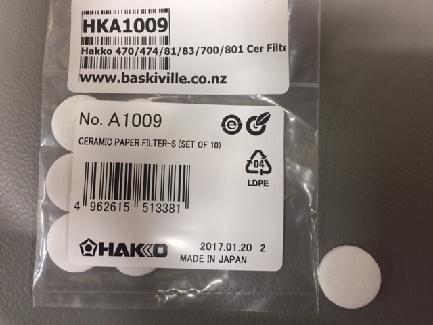 HKA1009
Hakko 470/474/81/83/700/801 Cer Filte
www.baskiville.co.nz
No. A1009
CERAMIC PAPER FILTER-S (SET OF 10)
04
LDPE
4 962615 513381
HAKKO 2017.01.20 2
MADE IN JAPAN